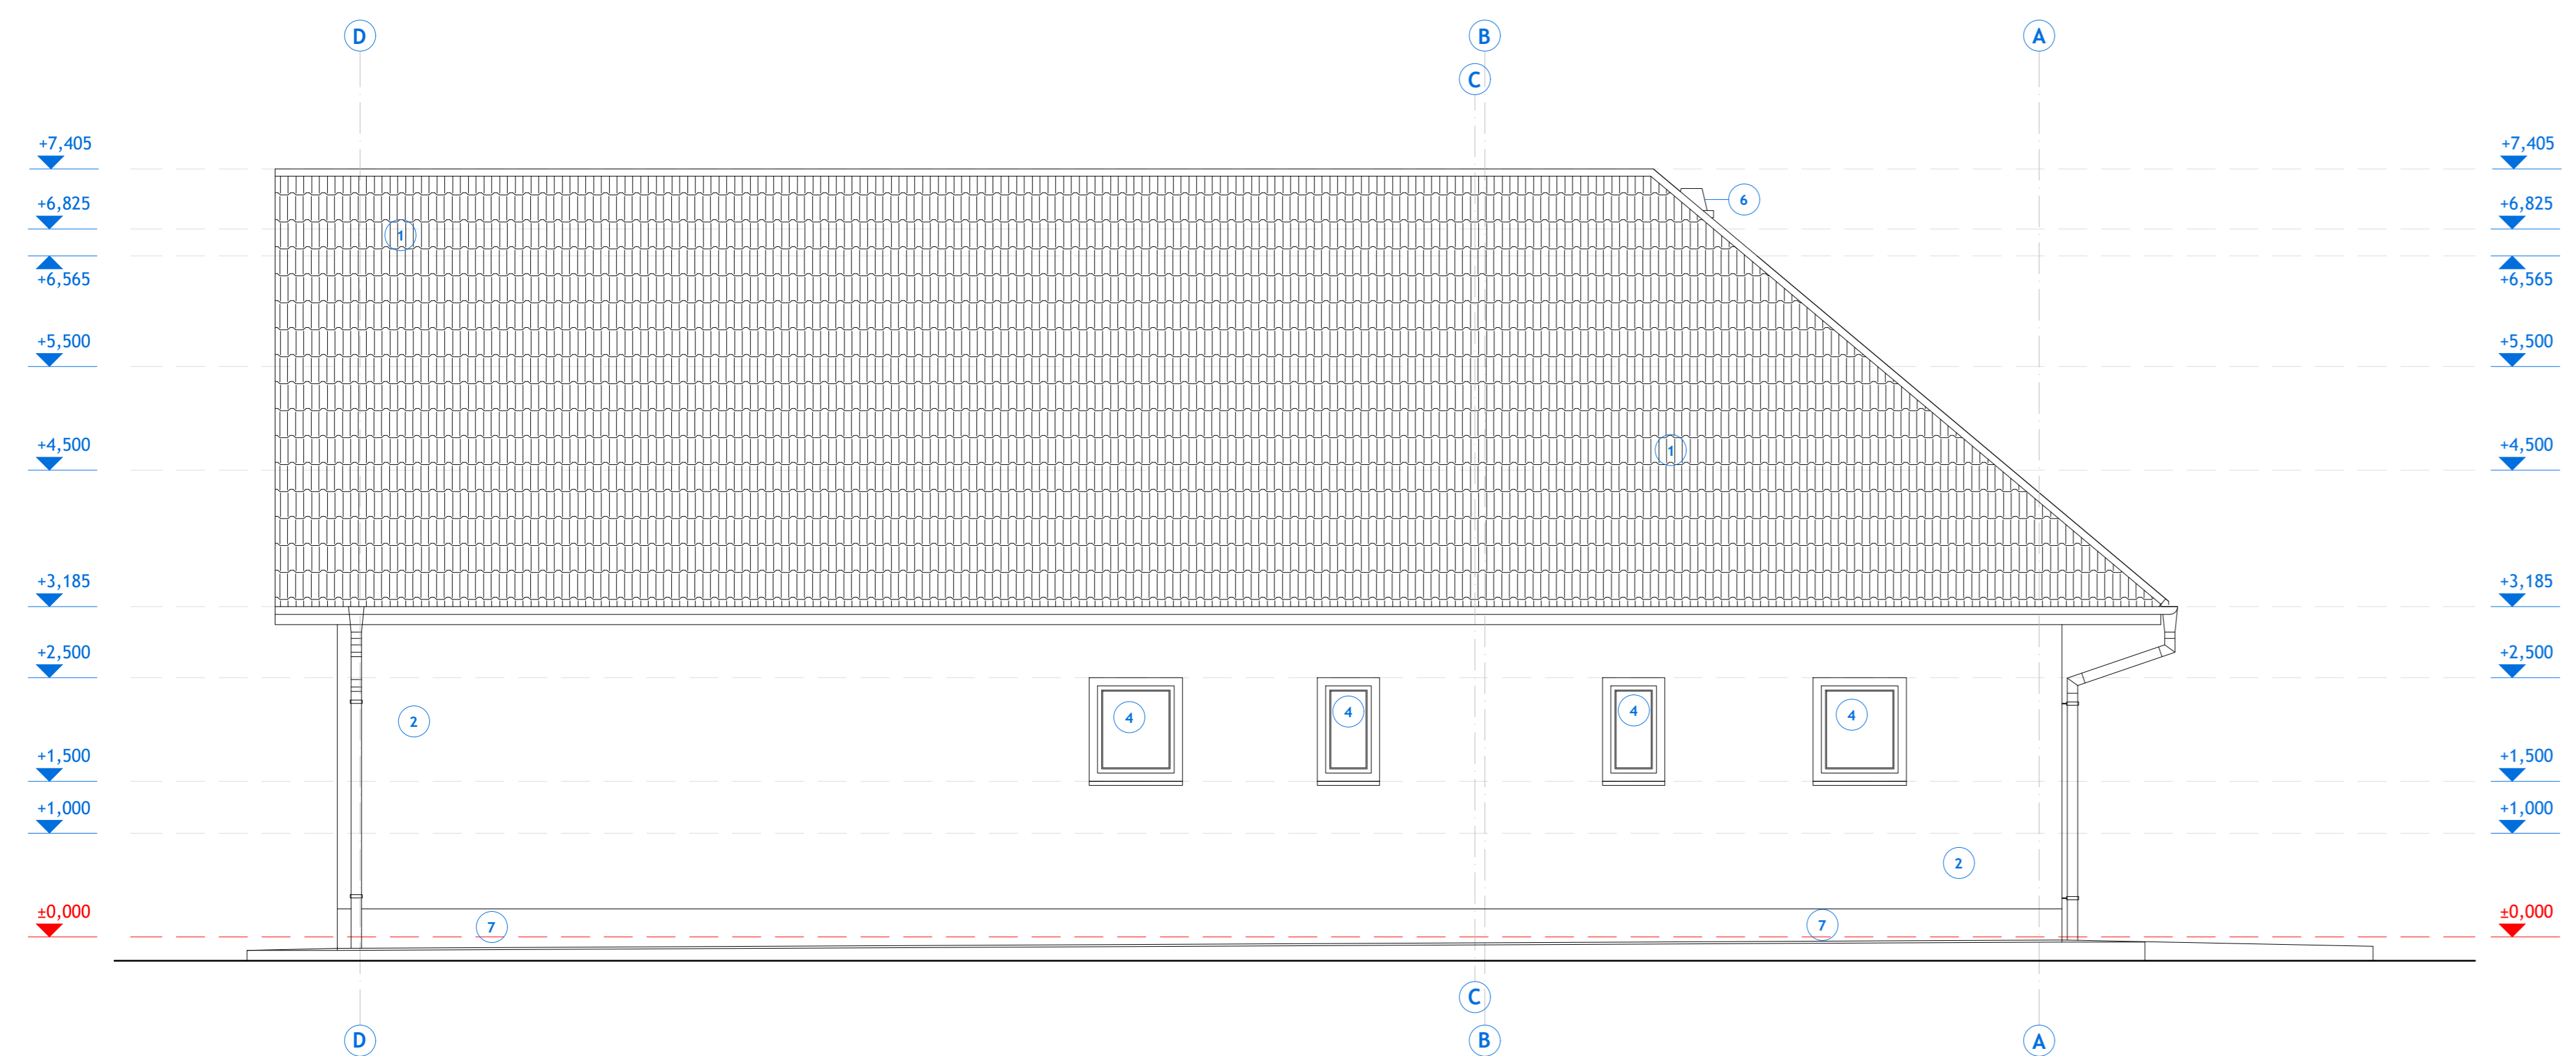 D B A
C
+7,405 +7,405
6
+6,825 +6,825
1
+6,565 +6,565
+5,500 +5,500
+4,500 1 +4,500
+3,185 +3,185
+2,500 +2,500
2 4 4 4 4
+1,500 +1,500
+1,000 +1,000
2
±0,000 ±0,000
7 7
C
D B A